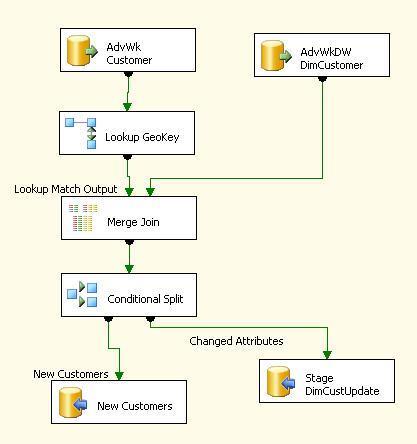 AdvWk
Customer
AdvWkDW
DimCustomer
Lookup GeoKey
Lookup Match Output
Merge Join
Conditional Split
Changed Attributes
New Customers
Stage
DimCustUpdate
New Customers